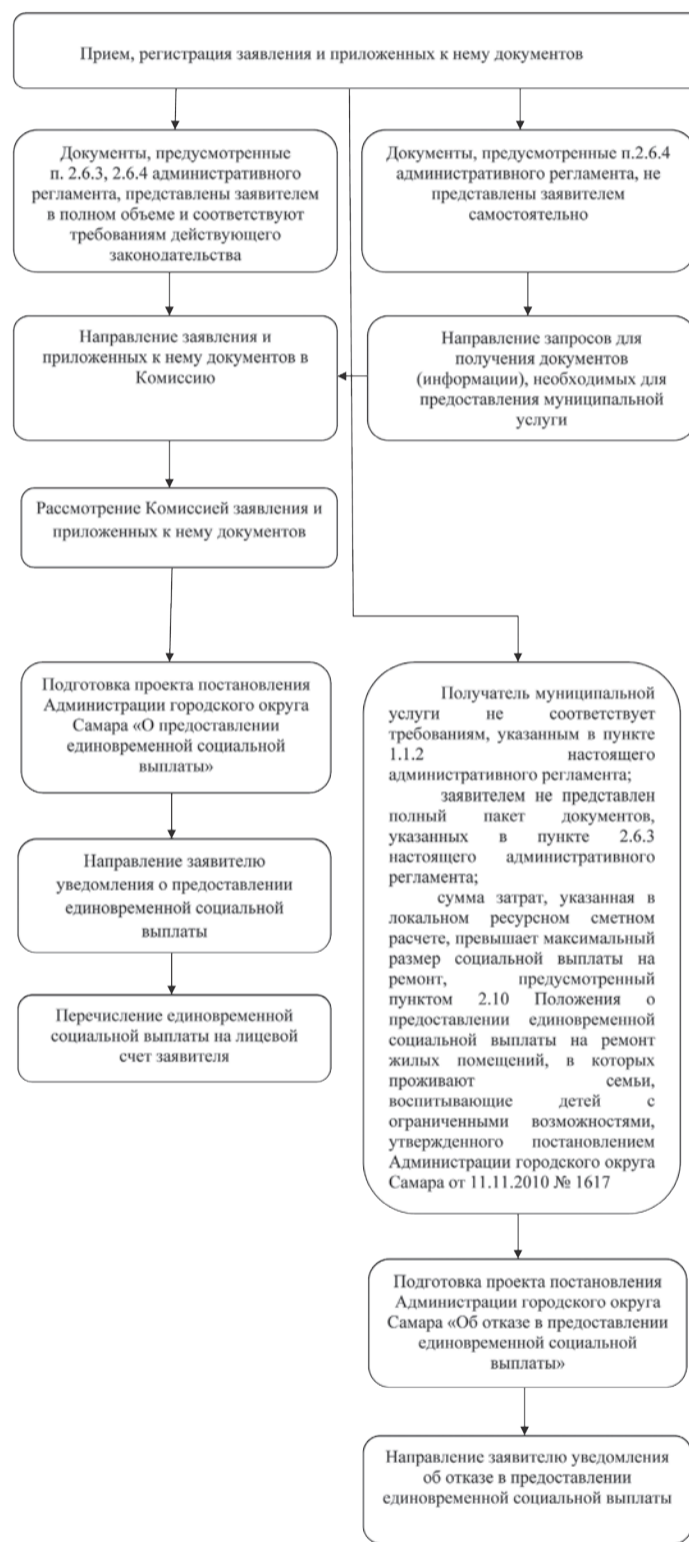 Прием, регистрация заявления и приложенных к нему документов
Документы, предусмотренные
п. 2.6.3, 2.6.4 административного
регламента, представлены заявителем
в полном объеме и соответствуют
требованиям действующего
законодательства
Документы, предусмотренные п.2.6.4
административного регламента, не
представлены заявителем
самостоятельно
Направление заявления и
приложенных к нему документов в
Комиссию
Направление запросов для
получения документов
(информации), необходимых для
предоставления муниципальной
услуги
Рассмотрение Комиссией заявления и
приложенных к нему документов
Подготовка проекта постановления
Администрации городского округа
Самара «О предоставлении
единовременной социальной
выплаты»
Направление заявителю
уведомления о предоставлении
единовременной социальной
выплаты
Перечисление единовременной
социальной выплаты на лицевой
счет заявителя
Получатель муниципальной
услуги не соответствует
требованиям, указанным в пункте
1.1.2 настоящего
административного регламента;
заявителем не представлен
полный пакет документов,
указанных в пункте 2.6.3
настоящего административного
регламента;
сумма затрат, указанная в
локальном ресурсном сметном
расчете, превышает максимальный
размер социальной выплаты на
ремонт, предусмотренный
пунктом 2.10 Положения о
предоставлении единовременной
социальной выплаты на ремонт
жилых помещений, в которых
проживают семьи,
воспитывающие детей с
ограниченными возможностями,
утвержденного постановлением
Администрации городского округа
Самара от 11.11.2010 № 1617
Подготовка проекта постановления
Администрации городского округа
Самара «Об отказе в предоставлении
единовременной социальной
выплаты»
Направление заявителю уведомления
об отказе в предоставлении
единовременной социальной выплаты